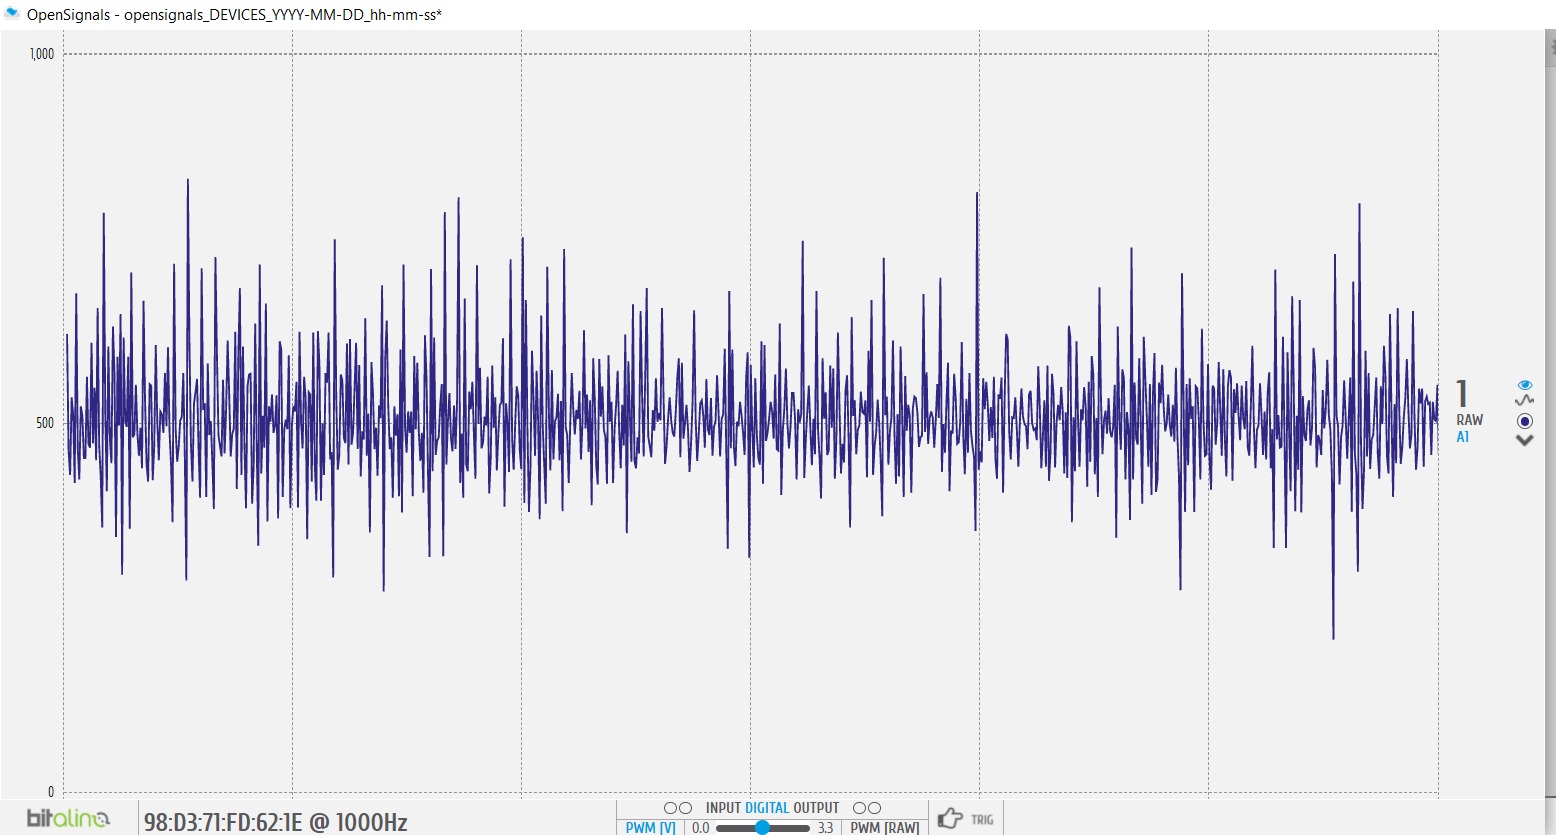 OpenSignals - opensignals_DEVICES_YYYY-MM-DD_hh-mm-ss*
1,000
500
0
1
RAW
A1
bitalino
98:D3:71:FD:62:1E @ 1000Hz
INPUT DIGITAL OUTPUT
PWM [V] 0.0 3.3 PWM [RAW]
TRIG